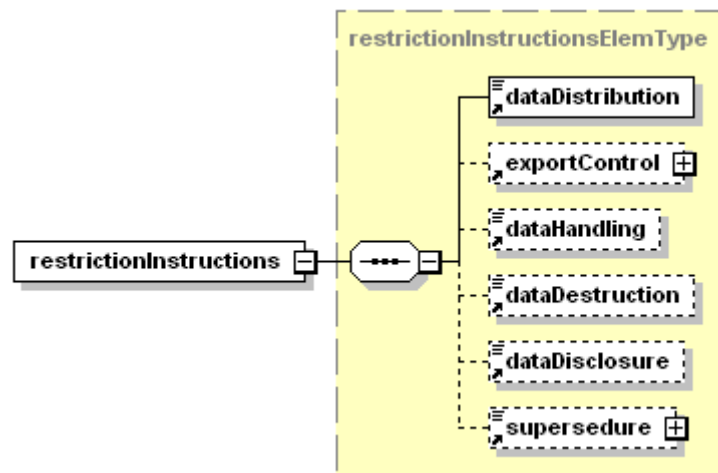 restrictionInstructionsElemType
dataDistribution
exportControl
dataHandling
restrictionInstructions
dataDestruction
dataDisclosure
supersedure